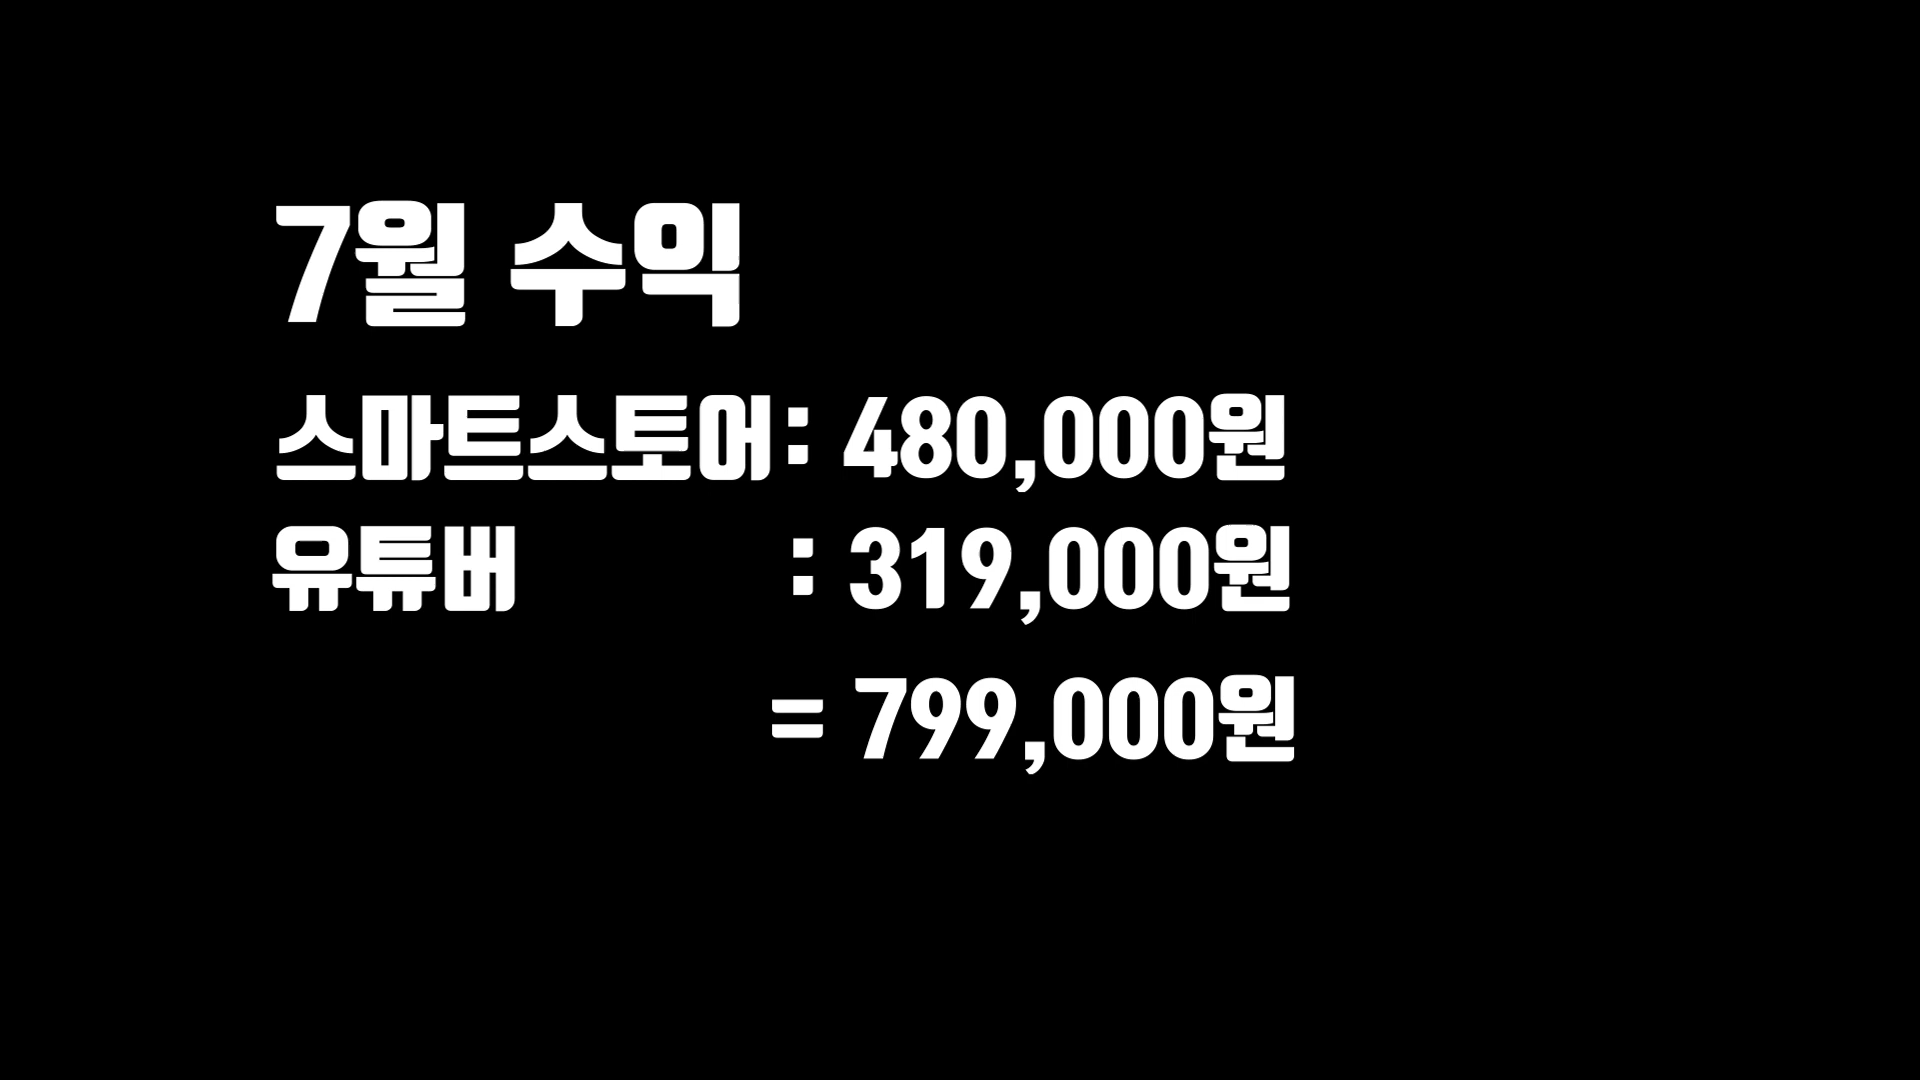 7월 수익
스마트스토어: 480,000원
유튜버 : 319,000원
= 799,000원